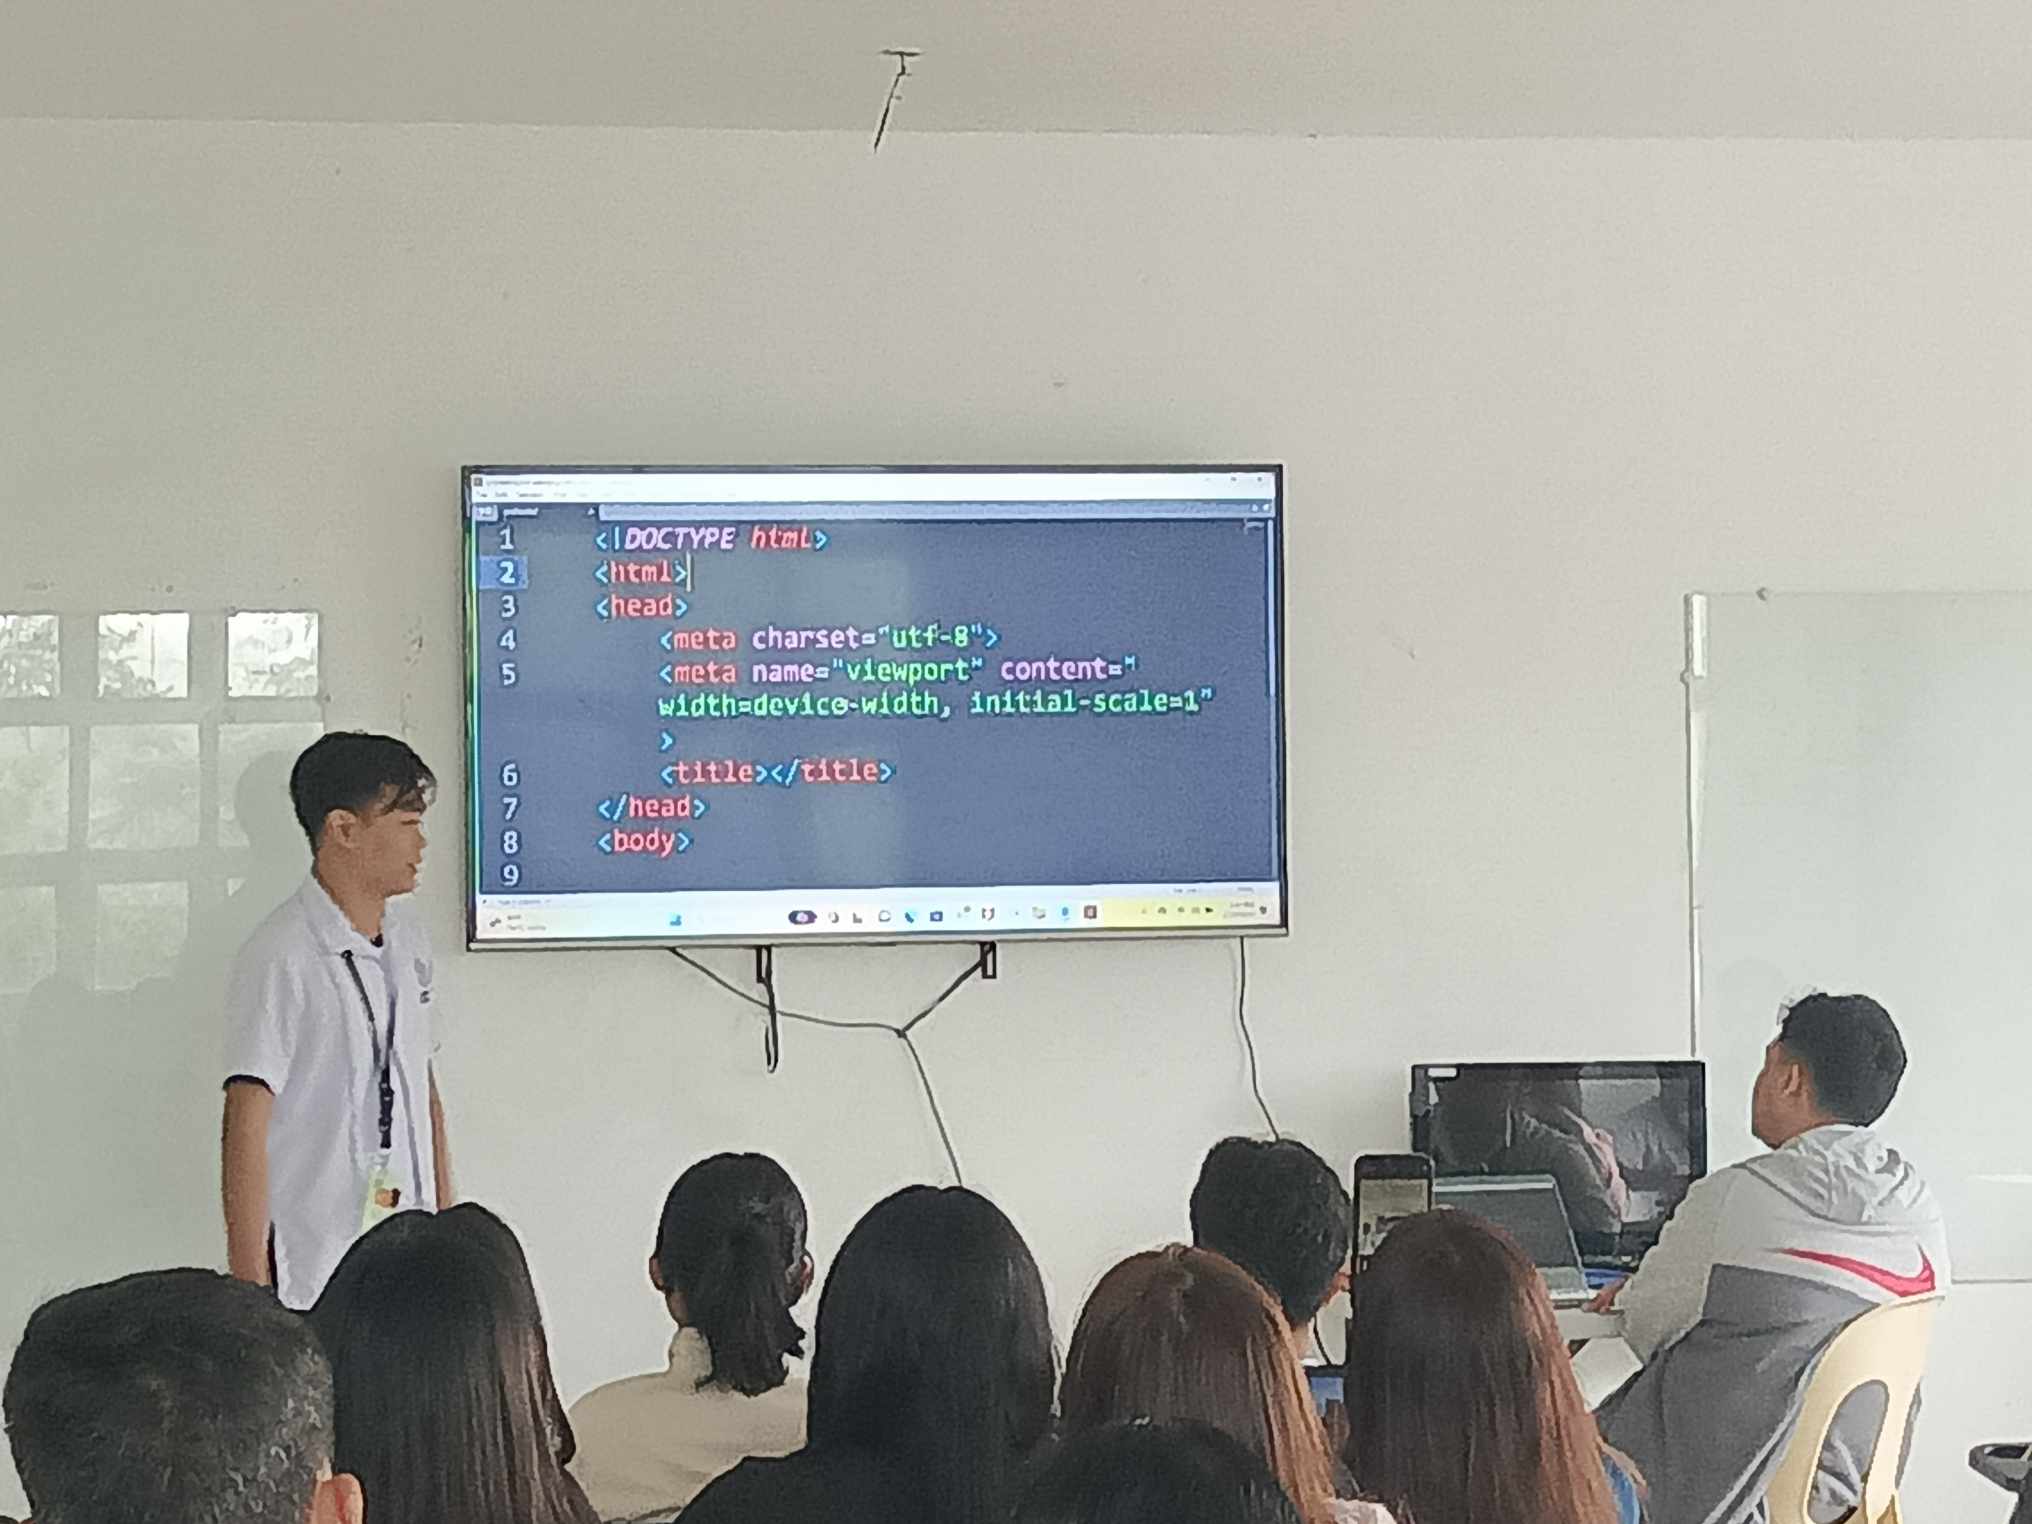 1 <!DOCTYPE html>
2 <html>
3 <head>
4 <meta charset="utf-8">
5 <meta name="viewport" content="
width=device-width, initial-scale=1"
>
6 <title></title>
7 </head>
8 <body>
9